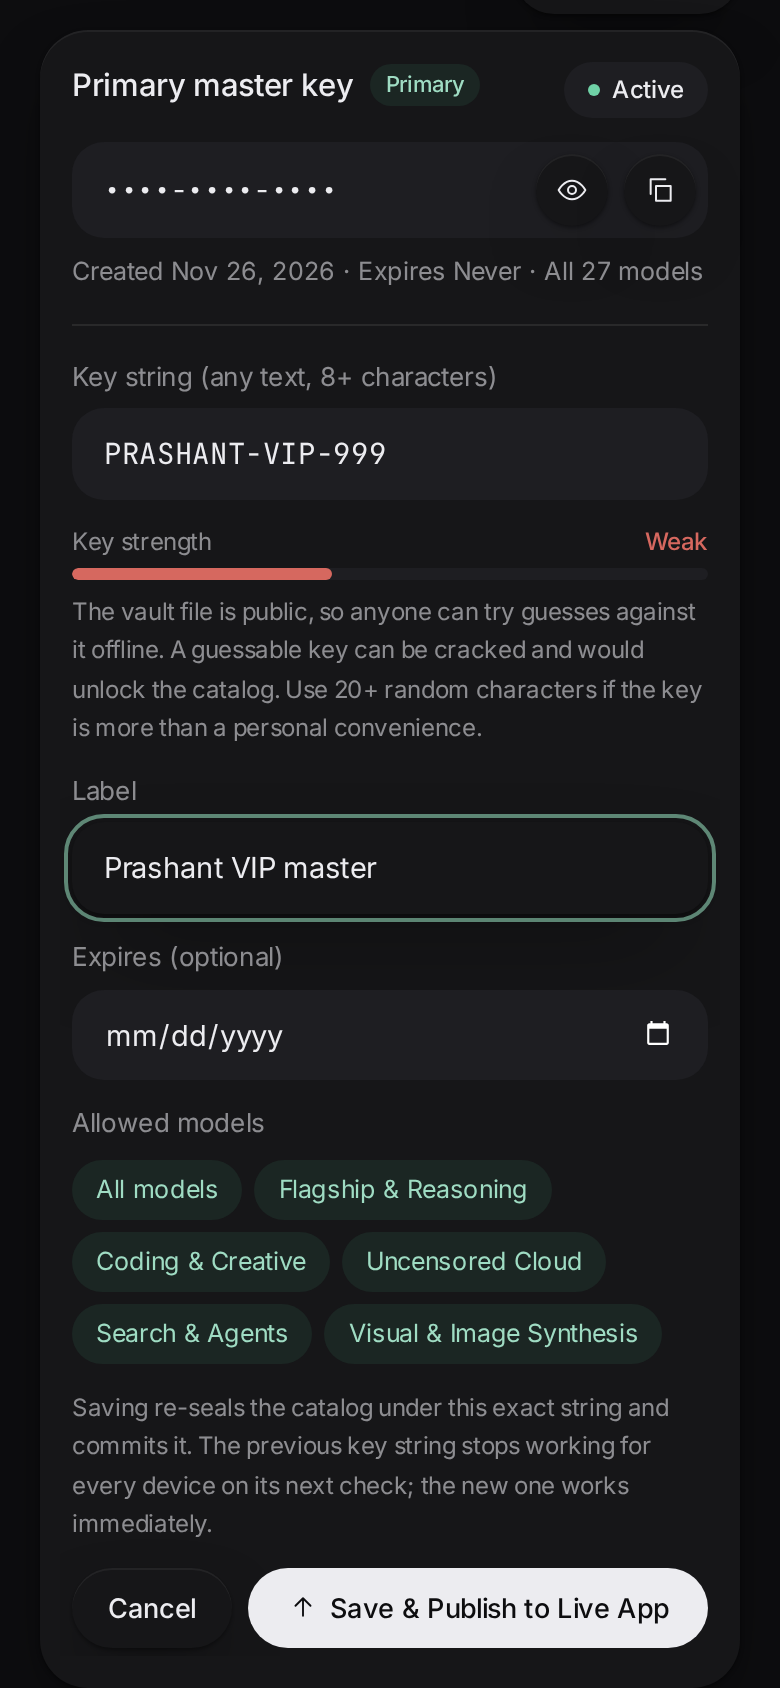 Primary master key
Primary
Active
••••-••••-••••
Created Nov 26, 2026 · Expires Never · All 27 models
Key string (any text, 8+ characters)
PRASHANT-VIP-999
Key strength
Weak
The vault file is public, so anyone can try guesses against
it offline. A guessable key can be cracked and would
unlock the catalog. Use 20+ random characters if the key
is more than a personal convenience.
Label
Prashant VIP master
Expires (optional)
mm/dd/yyyy
Allowed models
All models
Flagship & Reasoning
Coding & Creative
Uncensored Cloud
Search & Agents
Visual & Image Synthesis
Saving re-seals the catalog under this exact string and
commits it. The previous key string stops working for
every device on its next check; the new one works
immediately.
Cancel
↑ Save & Publish to Live App